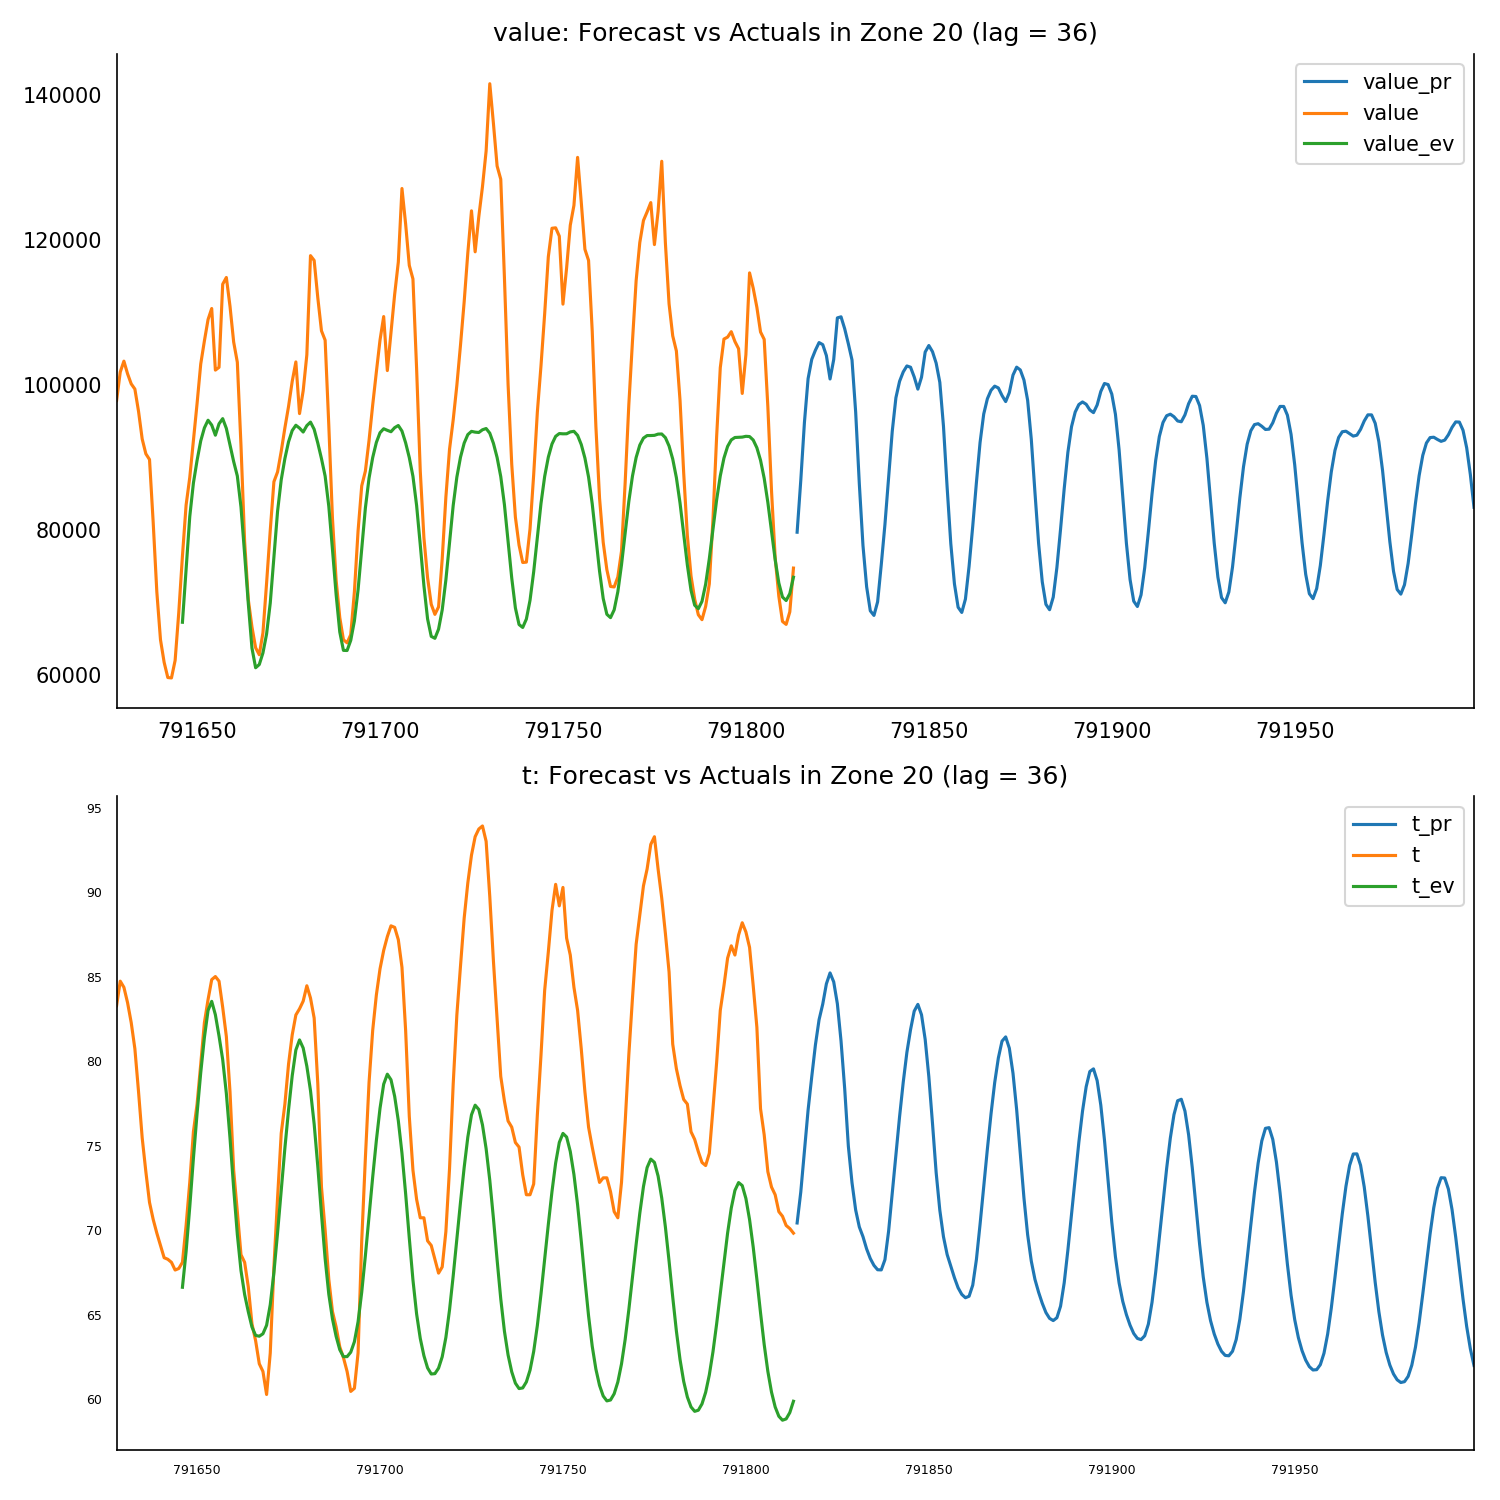 value: Forecast vs Actuals in Zone 20 (lag = 36)
140000
120000
100000
80000
60000
value_pr
value
value_ev
791650 791700 791750 791800 791850 791900 791950
t: Forecast vs Actuals in Zone 20 (lag = 36)
95
90
85
80
75
70
65
60
t_pr
t
t_ev
791650 791700 791750 791800 791850 791900 791950